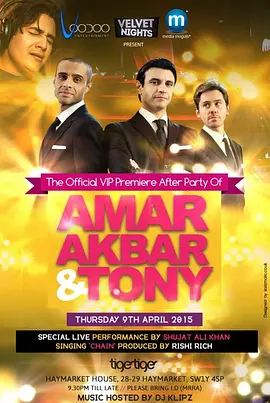 VOODOO
ENTERTAINMENT
VELVET
NIGHTS
m
media moguls
PRESENT
The Official VIP Premiere After Party Of
AMAR
AKBAR
&TONY
THURSDAY 9TH APRIL 2015
SPECIAL LIVE PERFORMANCE BY SHUJAT ALI KHAN
SINGING 'CHAIN' PRODUCED BY RISHI RICH
tigertiger
HAYMARKET HOUSE, 28-29 HAYMARKET, SW1Y 4SP
9.30PM TILL LATE // PLEASE BRING I.D (MRRA)
MUSIC HOSTED BY DJ KLIPZ